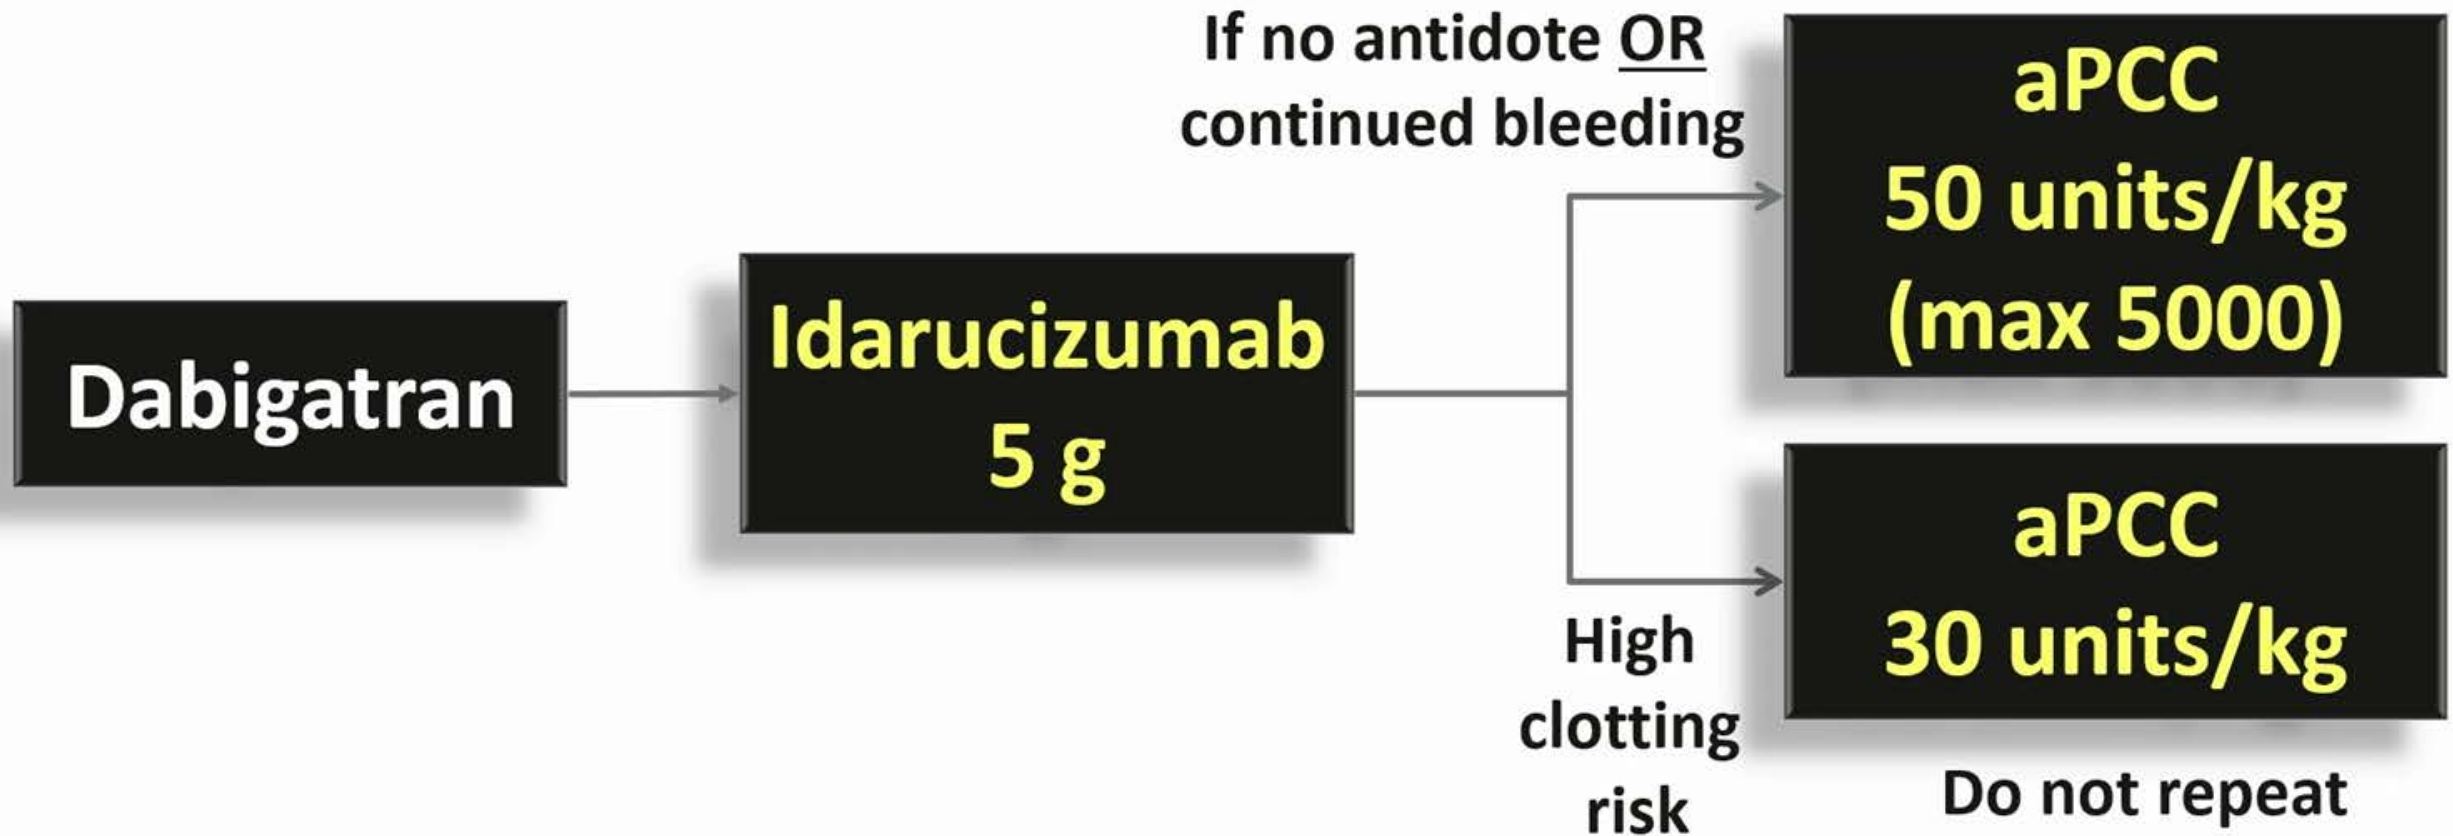 Dabigatran
Idarucizumab
5 g
If no antidote OR
continued bleeding
aPCC
50 units/kg
(max 5000)
High
clotting
risk
aPCC
30 units/kg
Do not repeat